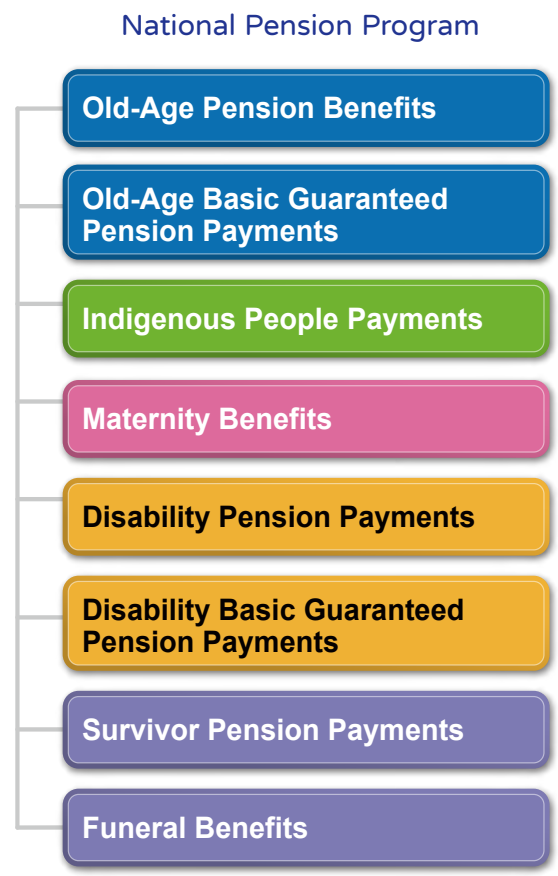 National Pension Program
Old-Age Pension Benefits
Old-Age Basic Guaranteed
Pension Payments
Indigenous People Payments
Maternity Benefits
Disability Pension Payments
Disability Basic Guaranteed
Pension Payments
Survivor Pension Payments
Funeral Benefits